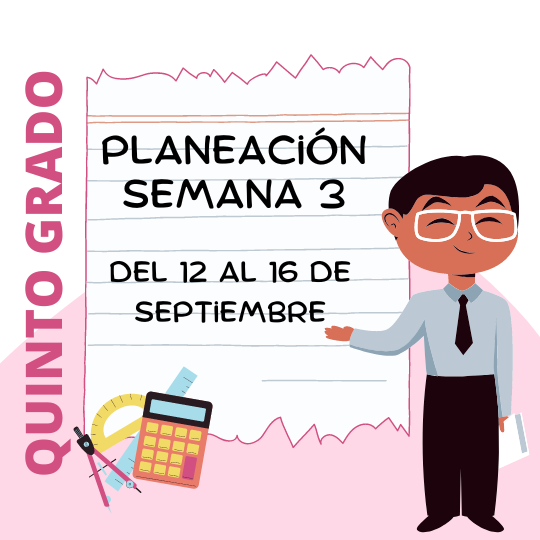 QUINTO GRADO
PLANEACIÓN
SEMANA 3
DEL 12 AL 16 DE
SEPTIEMBRE